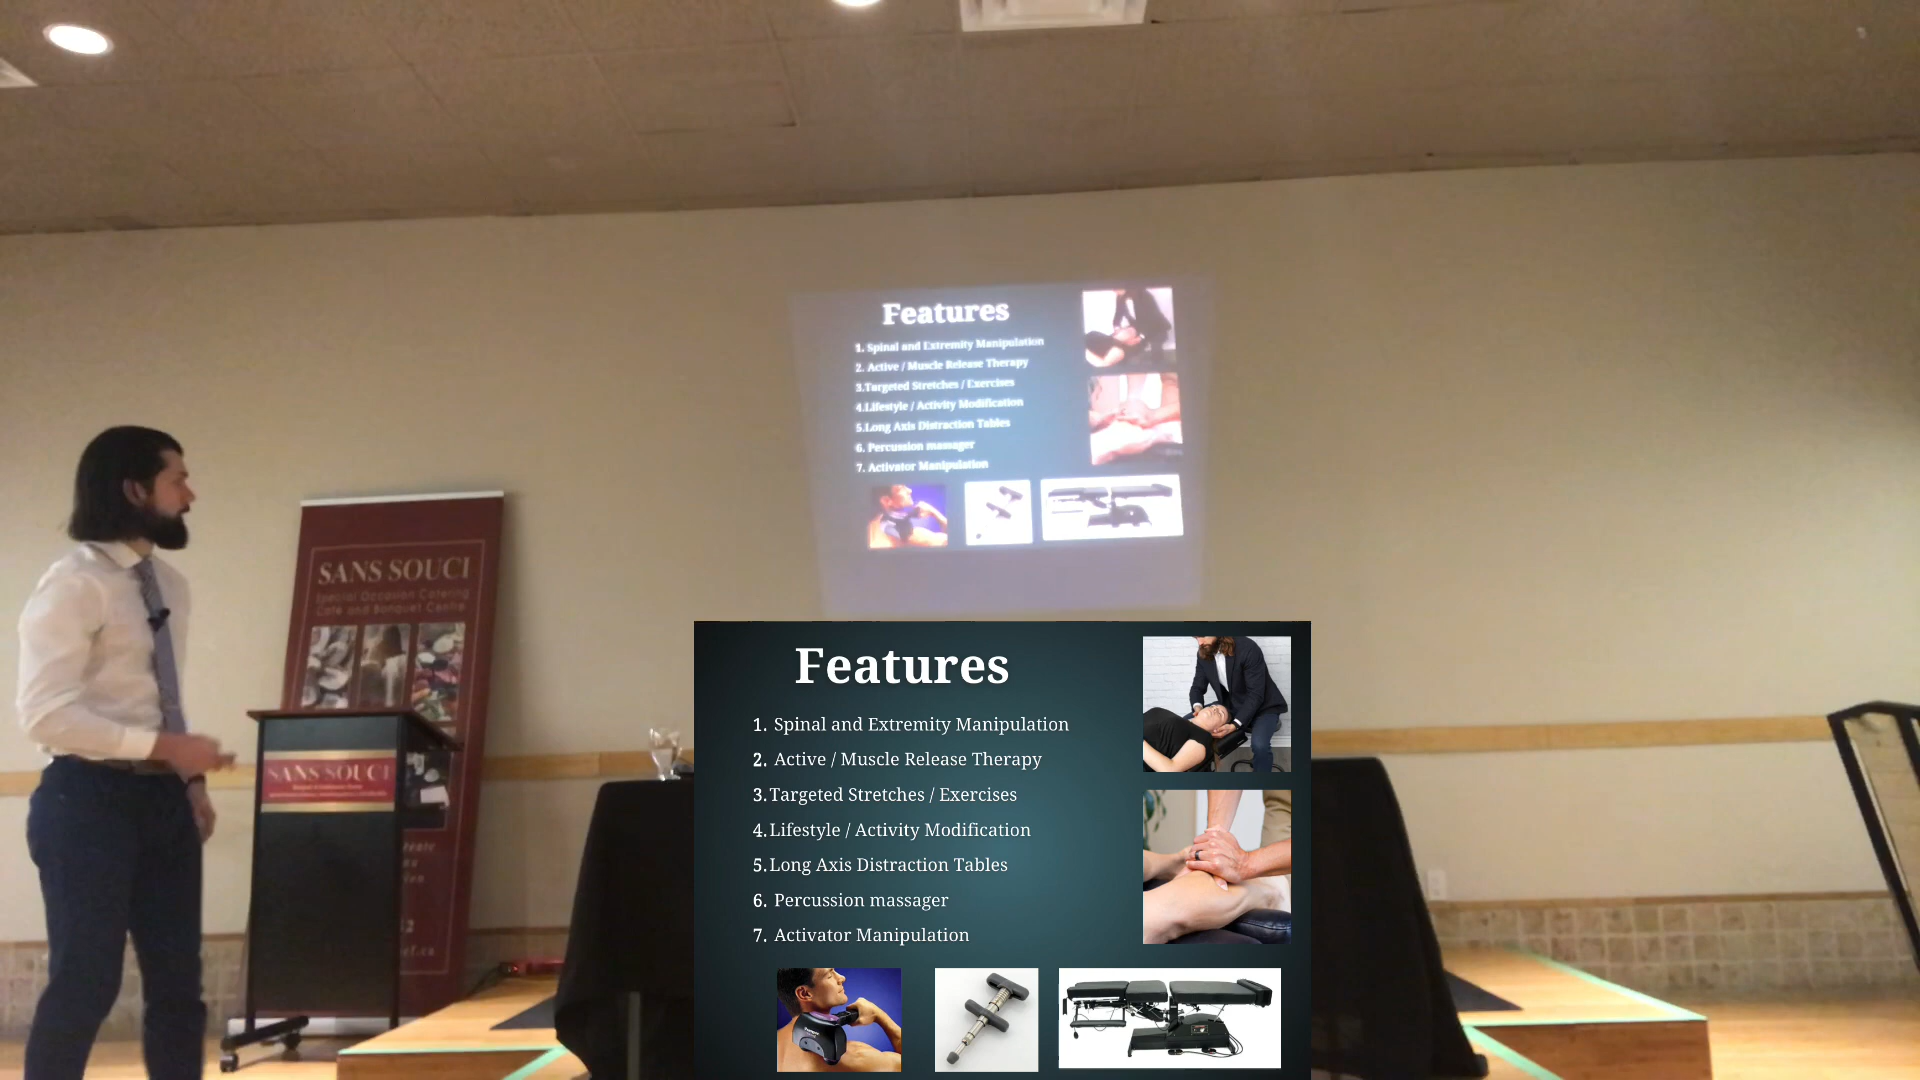 Features
1. Spinal and Extremity Manipulation
2. Active / Muscle Release Therapy
3.Targeted Stretches / Exercises
4.Lifestyle / Activity Modification
5.Long Axis Distraction Tables
6. Percussion massager
7. Activator Manipulation
SANS SOUCI
Special Occasion Catering
Café and Banquet Centre
SANS SOUCI
Features
1. Spinal and Extremity Manipulation
2. Active / Muscle Release Therapy
3.Targeted Stretches / Exercises
4.Lifestyle / Activity Modification
5.Long Axis Distraction Tables
6. Percussion massager
7. Activator Manipulation